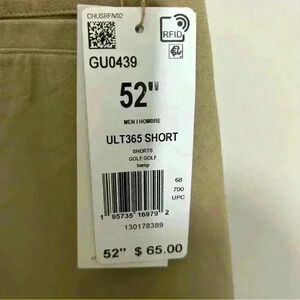 CHUSRFIV02
RFID
GU0439
52"
MEN / HOMBRE
ULT365 SHORT
SHORTS
GOLF GOLF
hemp
68
700
UPC
1 95735 16979 2
130178389
52" $ 65.00